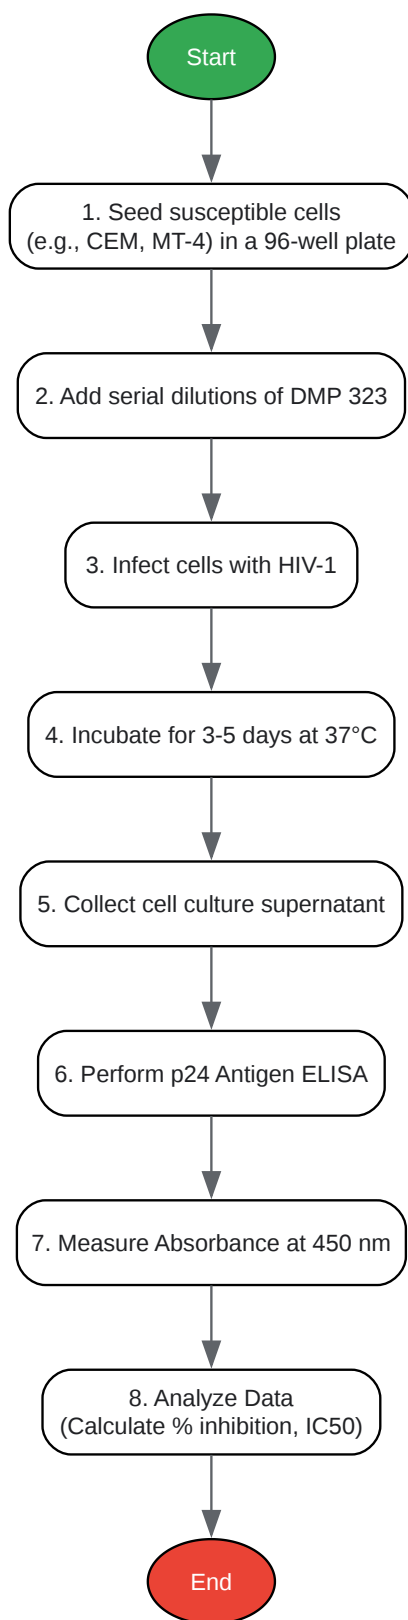 Start
1. Seed susceptible cells
(e.g., CEM, MT-4) in a 96-well plate
2. Add serial dilutions of DMP 323
3. Infect cells with HIV-1
4. Incubate for 3-5 days at 37°C
5. Collect cell culture supernatant
6. Perform p24 Antigen ELISA
7. Measure Absorbance at 450 nm
8. Analyze Data
(Calculate % inhibition, IC50)
End